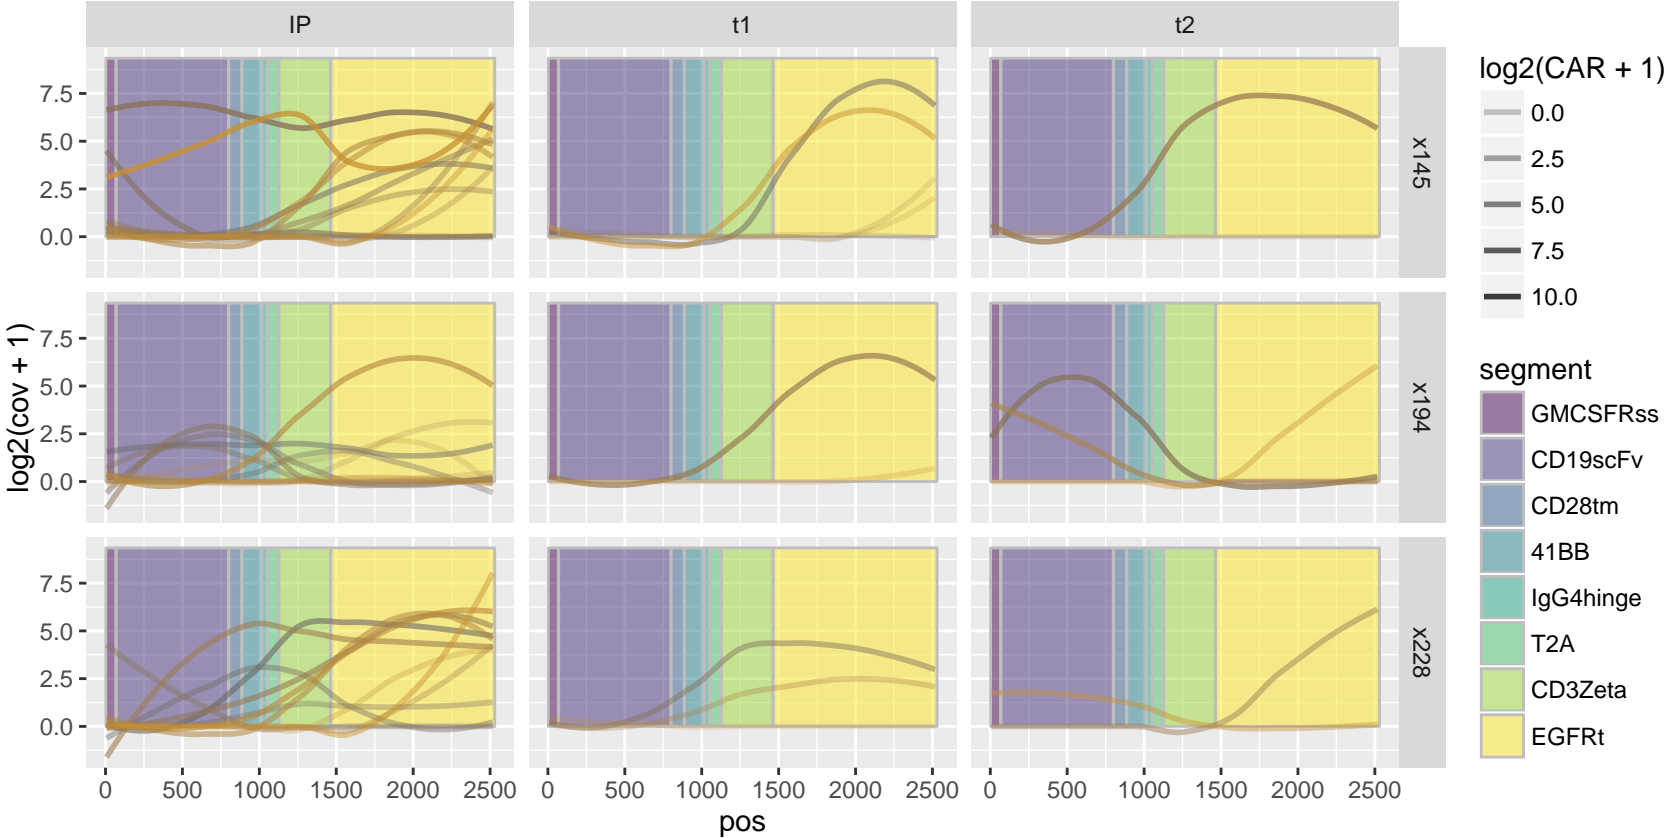 IP t1 t2
log2(CAR + 1)
0.0
2.5
5.0
7.5
10.0
segment
GMCSFRss
CD19scFv
CD28tm
41BB
IgG4hinge
T2A
CD3Zeta
EGFRt
7.5
5.0
2.5
0.0
x145
7.5
5.0
2.5
0.0
x194
7.5
5.0
2.5
0.0
x228
log2(cov + 1)
0 500 1000 1500 2000 2500 0 500 1000 1500 2000 2500 0 500 1000 1500 2000 2500
pos